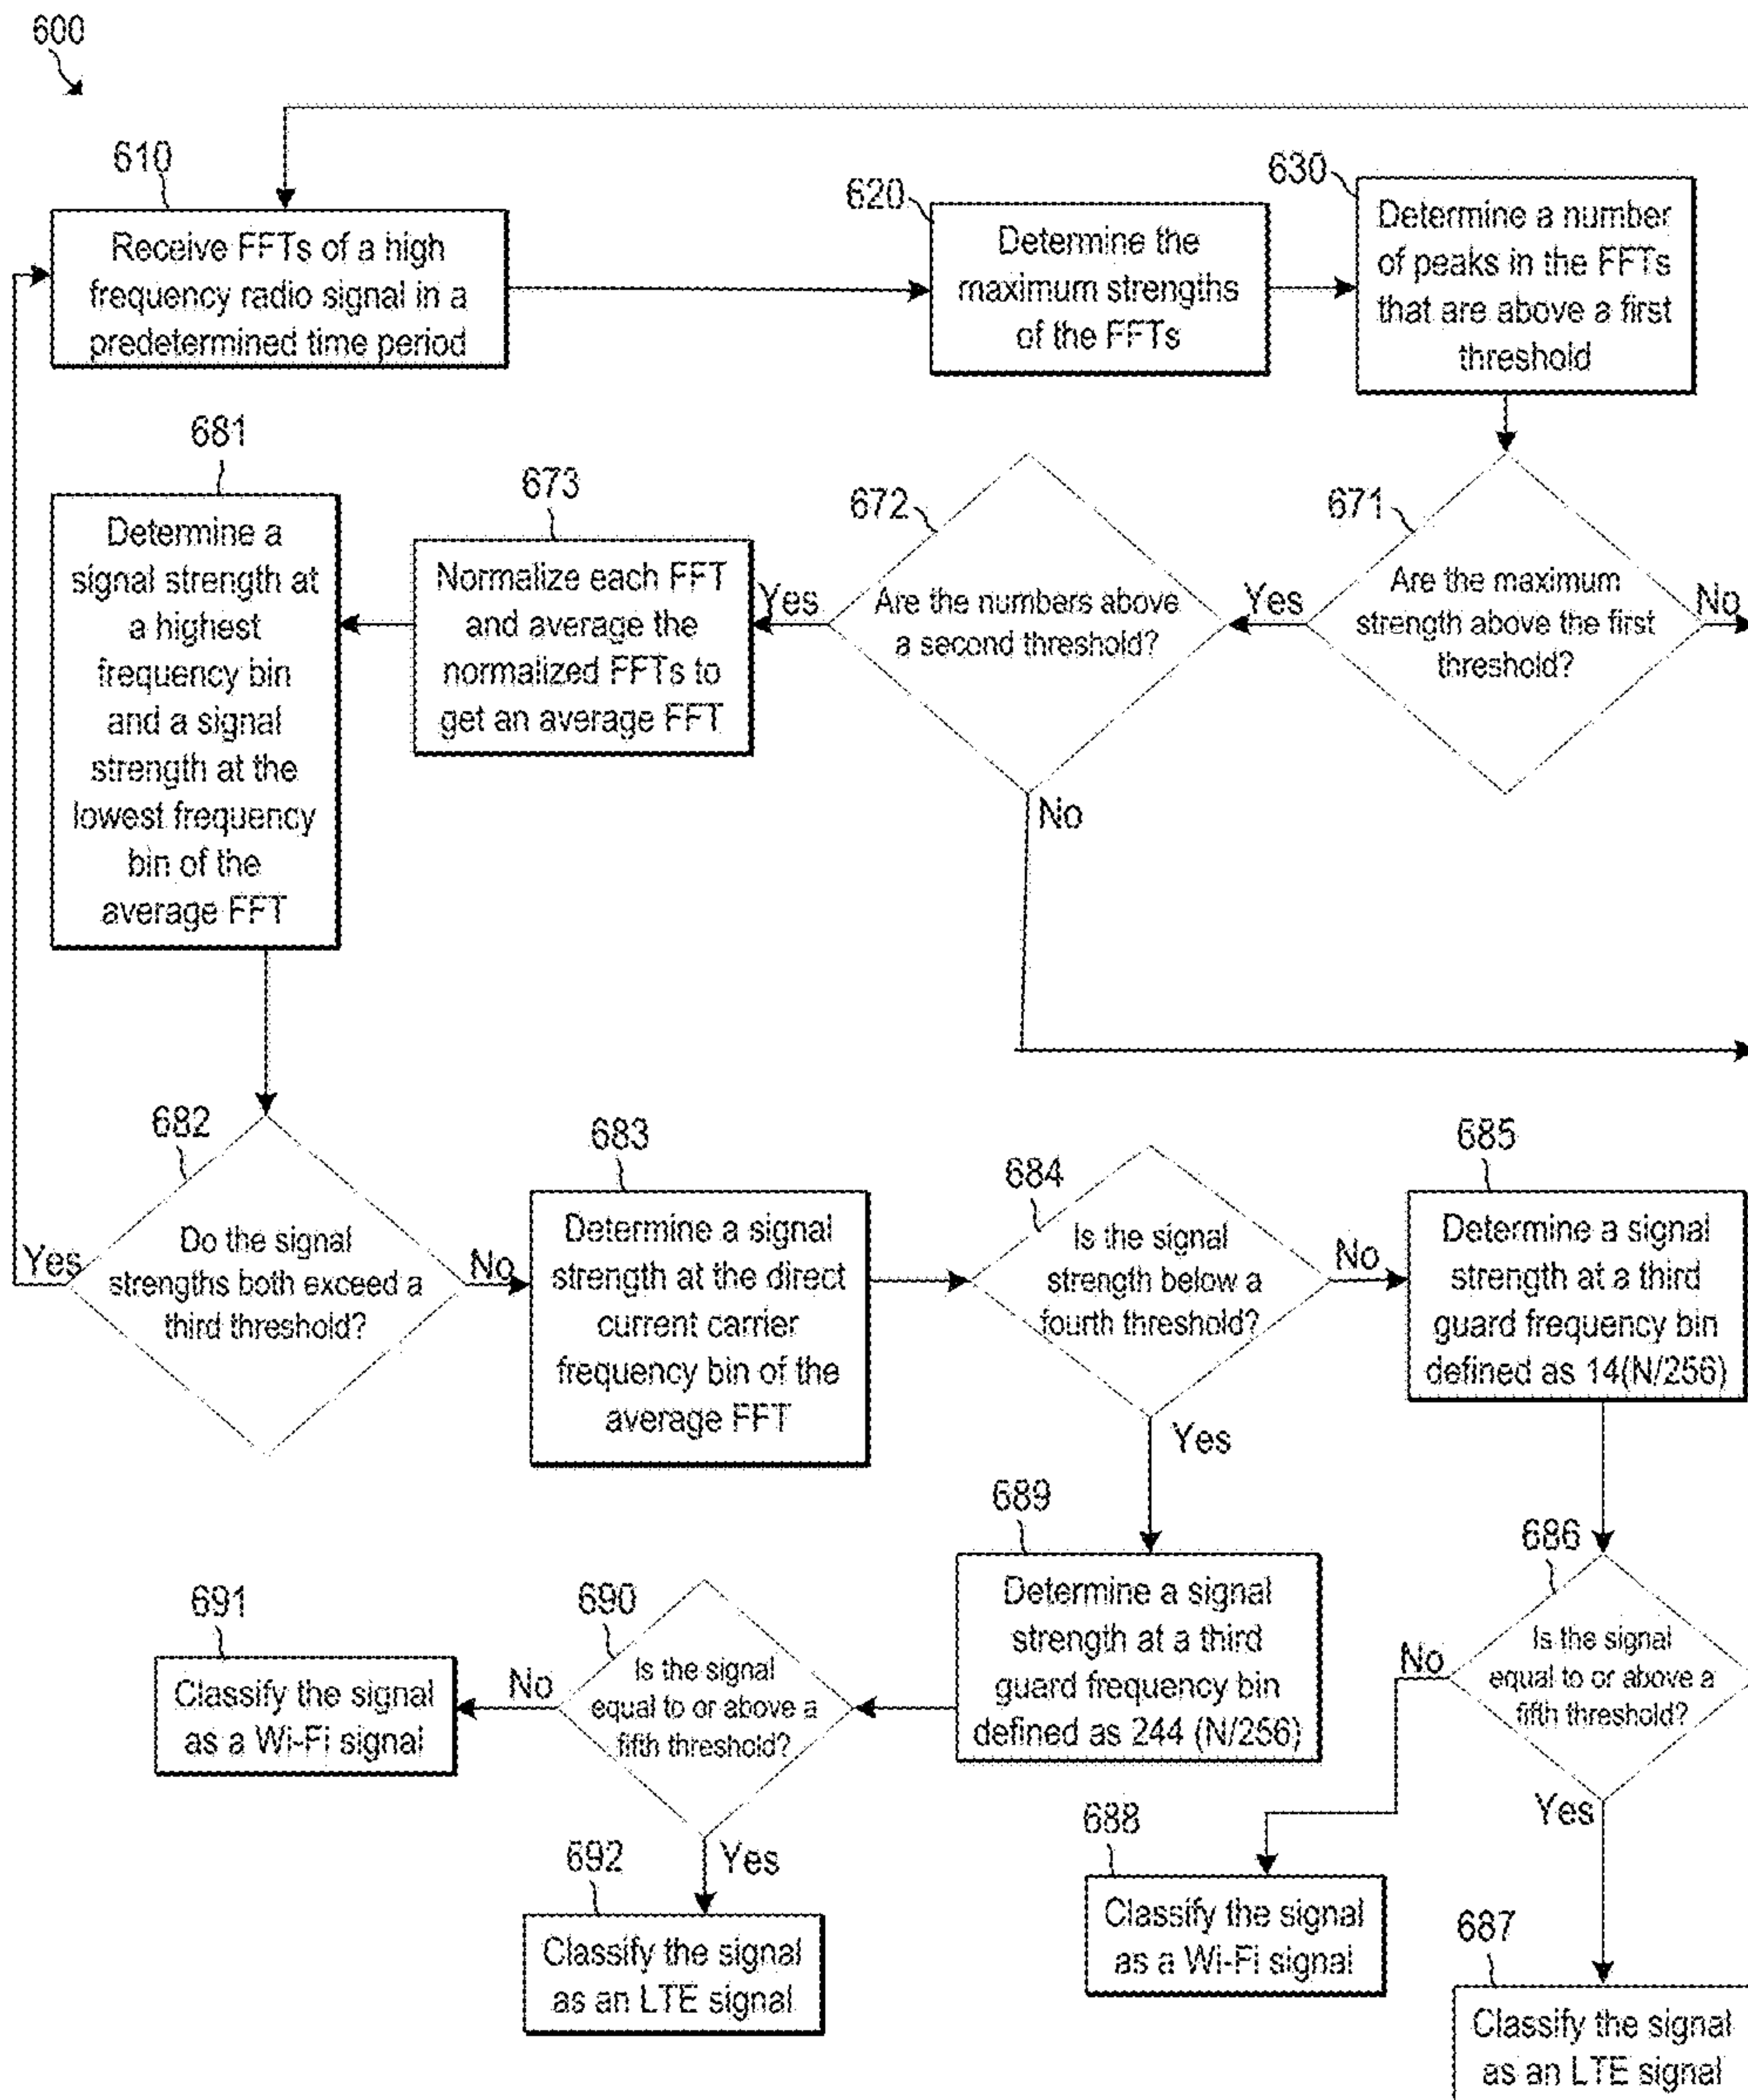 600
610
Receive FFTs of a high
frequency radio signal in a
predetermined time period
620
Determine the
maximum strengths
of the FFTs
630
Determine a number
of peaks in the FFTs
that are above a first
threshold
671
Are the maximum
strength above the first
threshold?
No
Yes
672
Are the numbers above
a second threshold?
Yes
No
673
Normalize each FFT
and average the
normalized FFTs to
get an average FFT
681
Determine a
signal strength at
a highest
frequency bin
and a signal
strength at the
lowest frequency
bin of the
average FFT
682
Do the signal
strengths both exceed a
third threshold?
Yes
No
683
Determine a signal
strength at the direct
current carrier
frequency bin of the
average FFT
684
Is the signal
strength below a
fourth threshold?
No
Yes
685
Determine a signal
strength at a third
guard frequency bin
defined as 14(N/256)
686
Is the signal
equal to or above a
fifth threshold?
No
Yes
689
Determine a signal
strength at a third
guard frequency bin
defined as 244 (N/256)
690
Is the signal
equal to or above a
fifth threshold?
No
Yes
691
Classify the signal
as a Wi-Fi signal
692
Classify the signal
as an LTE signal
688
Classify the signal
as a Wi-Fi signal
687
Classify the signal
as an LTE signal